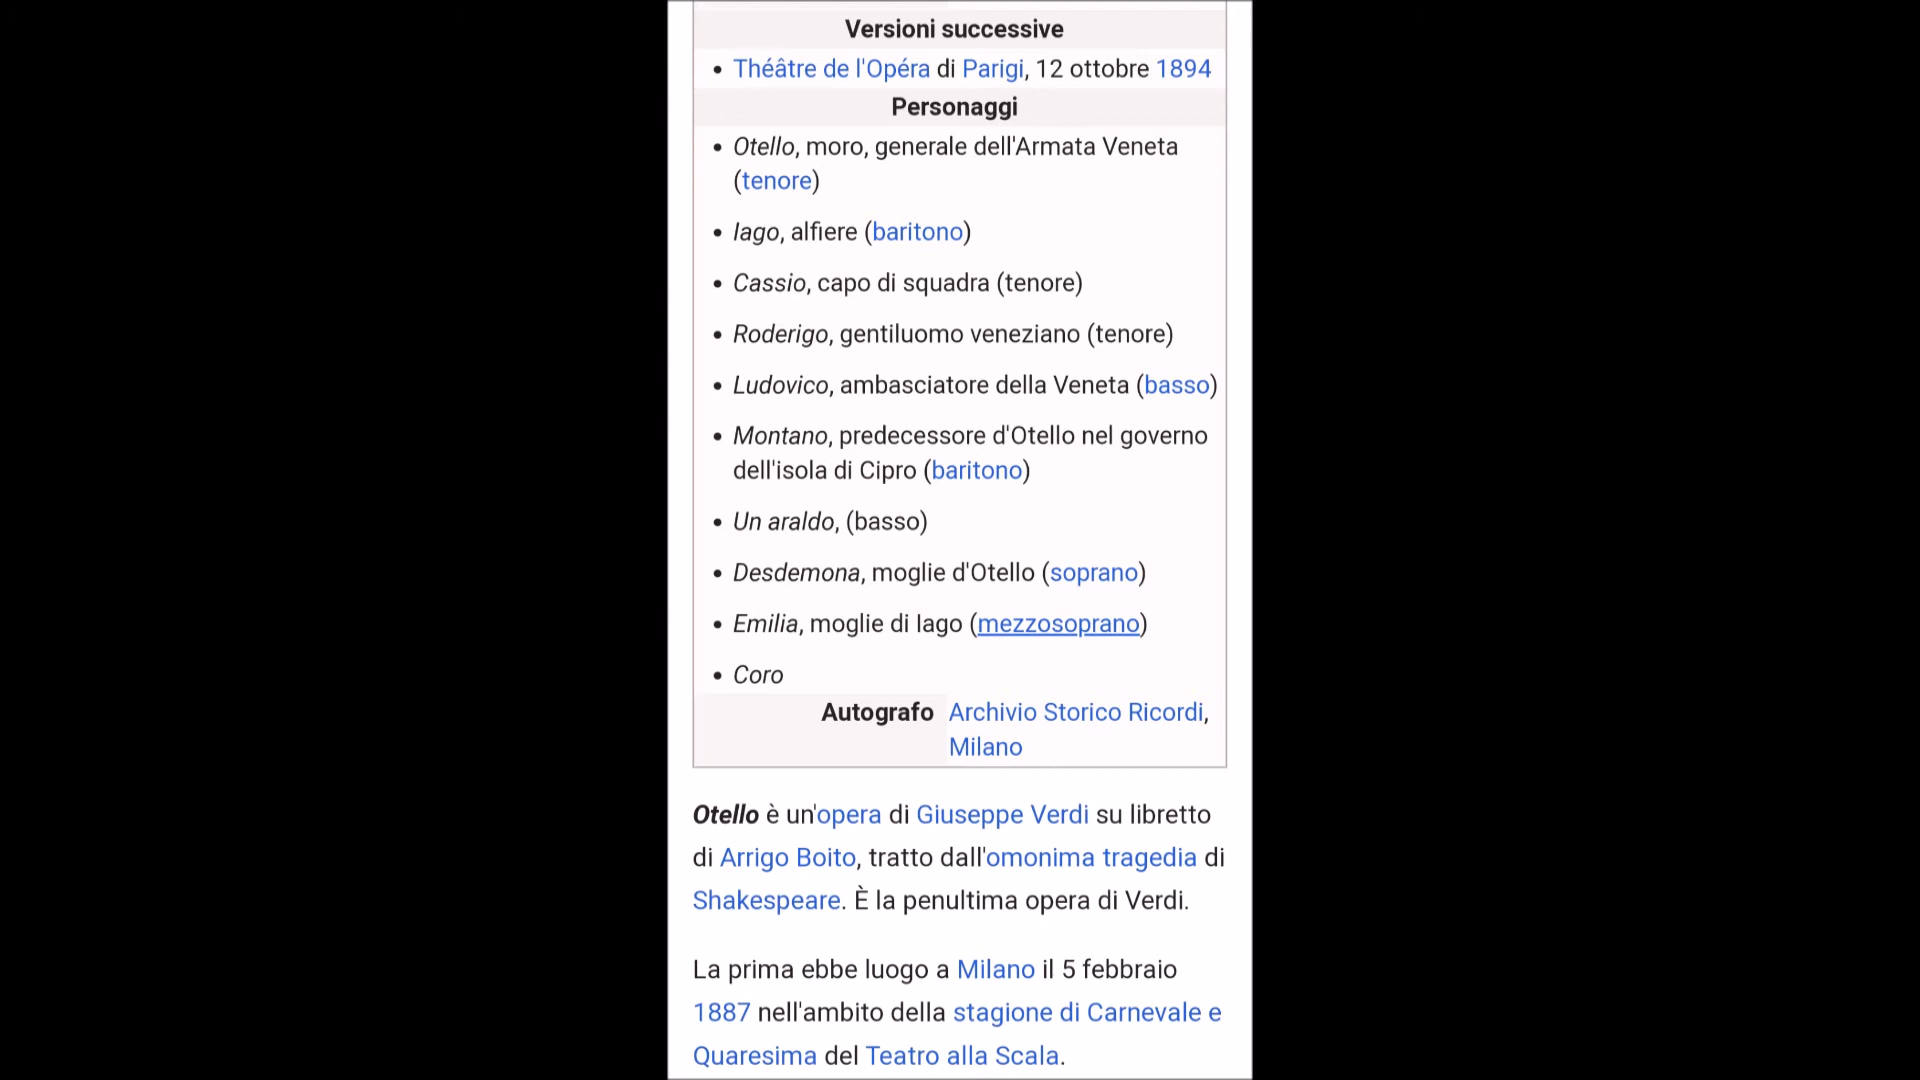 Versioni successive
• Théâtre de l'Opéra di Parigi, 12 ottobre 1894
Personaggi
• Otello, moro, generale dell'Armata Veneta
(tenore)
• Iago, alfiere (baritono)
• Cassio, capo di squadra (tenore)
• Roderigo, gentiluomo veneziano (tenore)
• Ludovico, ambasciatore della Veneta (basso)
• Montano, predecessore d'Otello nel governo
dell'isola di Cipro (baritono)
• Un araldo, (basso)
• Desdemona, moglie d'Otello (soprano)
• Emilia, moglie di Iago (mezzosoprano)
• Coro
Autografo Archivio Storico Ricordi,
Milano
Otello è un'opera di Giuseppe Verdi su libretto
di Arrigo Boito, tratto dall'omonima tragedia di
Shakespeare. È la penultima opera di Verdi.
La prima ebbe luogo a Milano il 5 febbraio
1887 nell'ambito della stagione di Carnevale e
Quaresima del Teatro alla Scala.